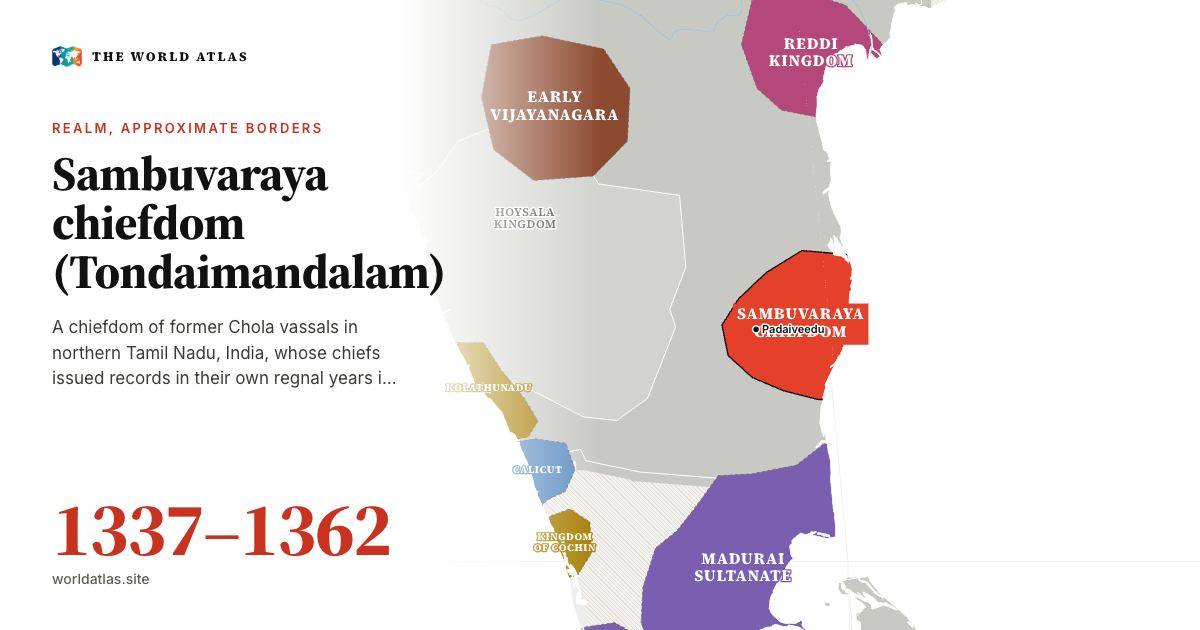 THE WORLD ATLAS
REALM, APPROXIMATE BORDERS
Sambuvaraya
chiefdom
(Tondaimandalam)
A chiefdom of former Chola vassals in
northern Tamil Nadu, India, whose chiefs
issued records in their own regnal years i...
1337–1362
worldatlas.site
REDDI
KINGDOM
EARLY
VIJAYANAGARA
HOYSALA
KINGDOM
SAMBUVARAYA
Padaiveedu
KOLATHUNADU
CALICUT
KINGDOM
OF COCHIN
MADURAI
SULTANATE